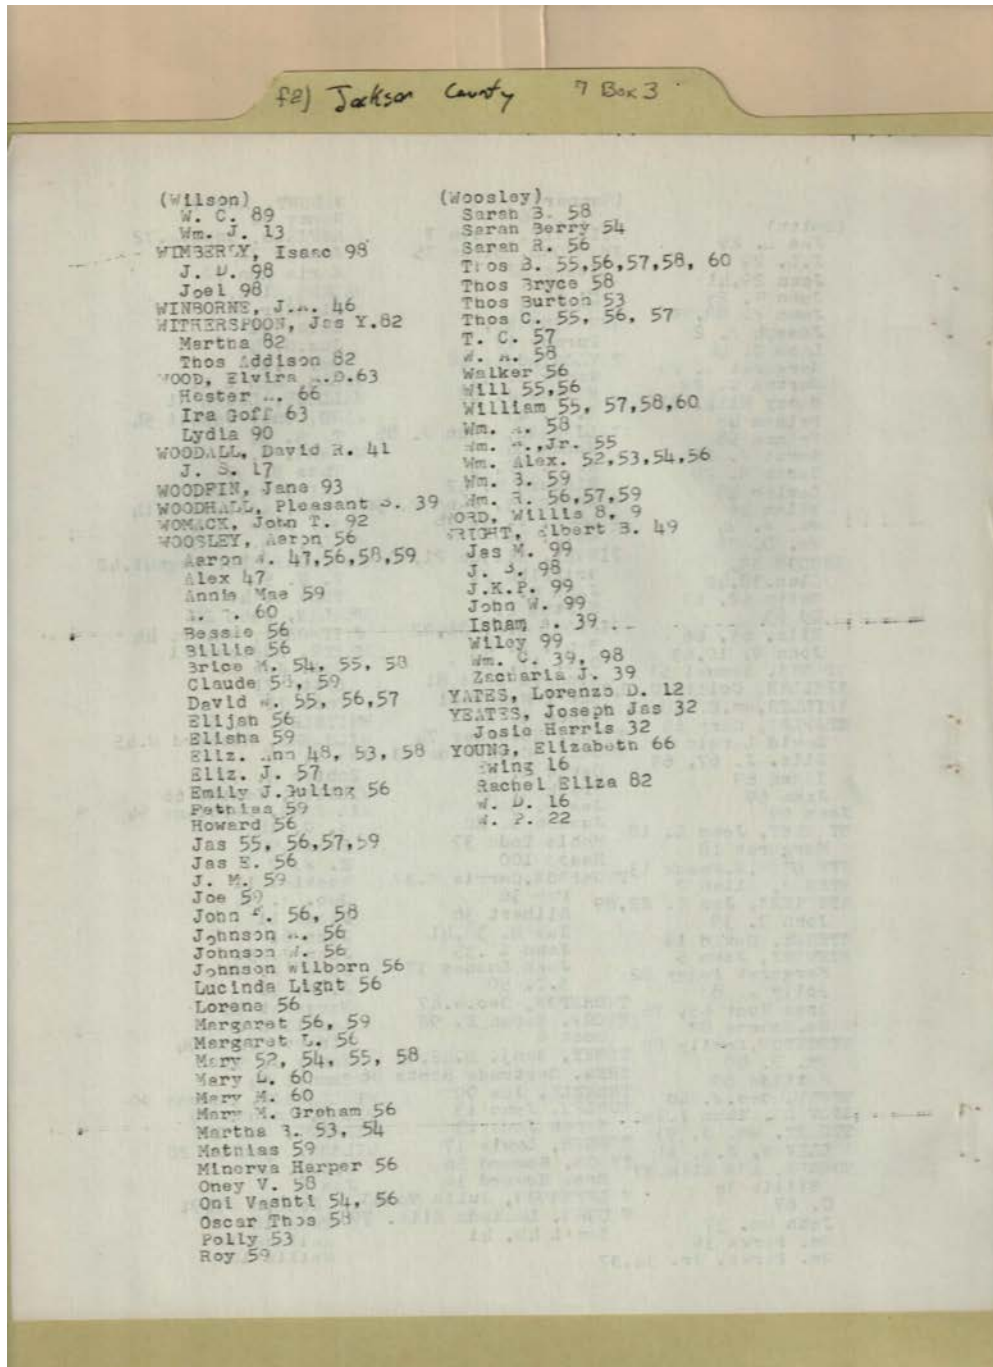 f2) Jackson County 7 Box 3
(Wilson)
W. C. 89
Wm. J. 13
WIMBERLY, Isaac 98
J. D. 98
Joel 98
WINBORNE, J. 46
WITHERSPOON, Jas Y.82
Martha 82
Thos Addison 82
WOOD, Elvira .D.63
Hester 66
Ira Goff 63
Lydia 90
WOODALL, David R. 41
J. S. 17
WOODFIN, Jane 93
WOODHALL, Pleasant S. 39
WOMACK, John T. 92
WOOSLEY, Aaron 56
Aaron W. 47,56,58,59
Alex 47
Annie Mae 59
60
Bessie 56
Billie 56
Brice M. 54, 55, 58
Claude 58, 59
David W. 55, 56,57
Elijah 56
Elisha 59
Eliz. Ann 48, 53, 58
Eliz. J. 57
Emily J.Guling 56
Pathias 59
Howard 56
Jas 55, 56,57,59
Jas E. 56
J. M. 59
Joe 59
John 56, 58
Johnson 56
Johnson W. 56
Johnson Wilborn 56
Lucinda Light 56
Lorene 56
Margaret 56, 59
Margaret L. 56
Mary 52, 54, 55, 58
Mary L. 60
Mary M. 60
Mary M. Groham 56
Martha B. 53, 54
Mathias 59
Minerva Harper 56
Oney V. 58
Oni Vashti 54, 56
Oscar Thos 58
Polly 53
Roy 59
(Woosley)
Sarah B. 58
Sarah Berry 54
Sarah R. 56
Thos B. 55,56,57,58, 60
Thos Bryce 58
Thos Burton 53
Thos C. 55, 56, 57
T. C. 57
W. 58
Walker 56
Will 55,56
William 55, 57,58,60
Wm. 58
Wm. Jr. 55
Wm. Alex. 52,53,54,56
Wm. B. 59
Wm. R. 56,57,59
WORD, Willis B. 9
WRIGHT, Elbert B. 49
Jas M. 99
J. B. 98
J.K.P. 99
John W. 99
Isham 39
Wiley 99
Wm. C. 39, 98
Zacharia J. 39
YATES, Lorenzo D. 12
YEATES, Joseph Jas 32
Josie Harris 32
YOUNG, Elizabeth 66
Ewing 16
Rachel Eliza 82
W. D. 16
W. P. 22